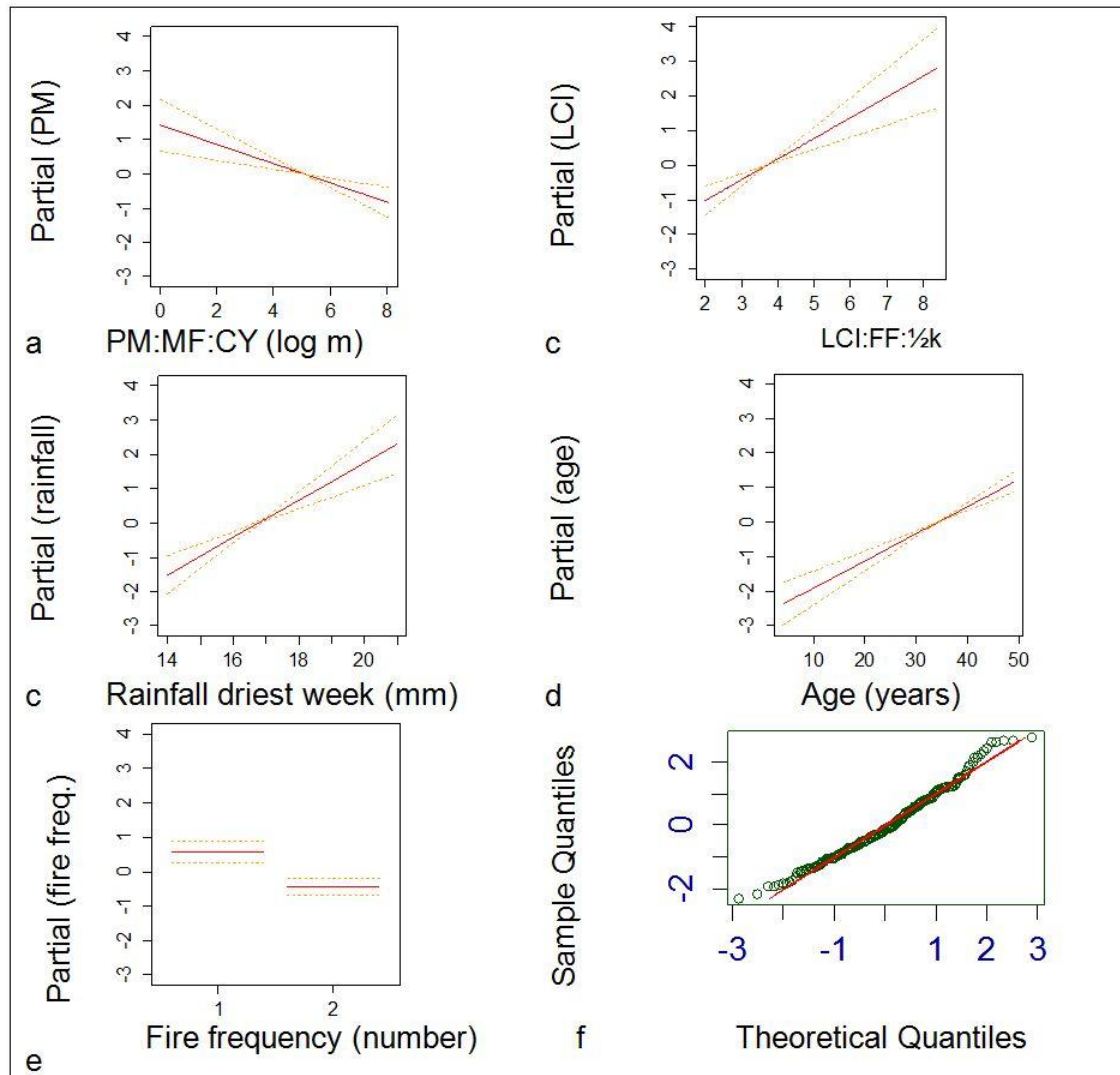 Partial (PM)
4
3
2
1
0
-1
-2
-3
0 2 4 6 8
a PM:MF:CY (log m)
Partial (LCI)
4
3
2
1
0
-1
-2
-3
2 3 4 5 6 7 8
c LCI:FF:½k
Partial (rainfall)
4
3
2
1
0
-1
-2
-3
14 16 18 20
c Rainfall driest week (mm)
Partial (age)
4
3
2
1
0
-1
-2
-3
10 20 30 40 50
d Age (years)
Partial (fire freq.)
4
3
2
1
0
-1
-2
-3
1 2
Fire frequency (number)
e
Sample Quantiles
2
0
-2
-3 -1 1 2 3
f Theoretical Quantiles